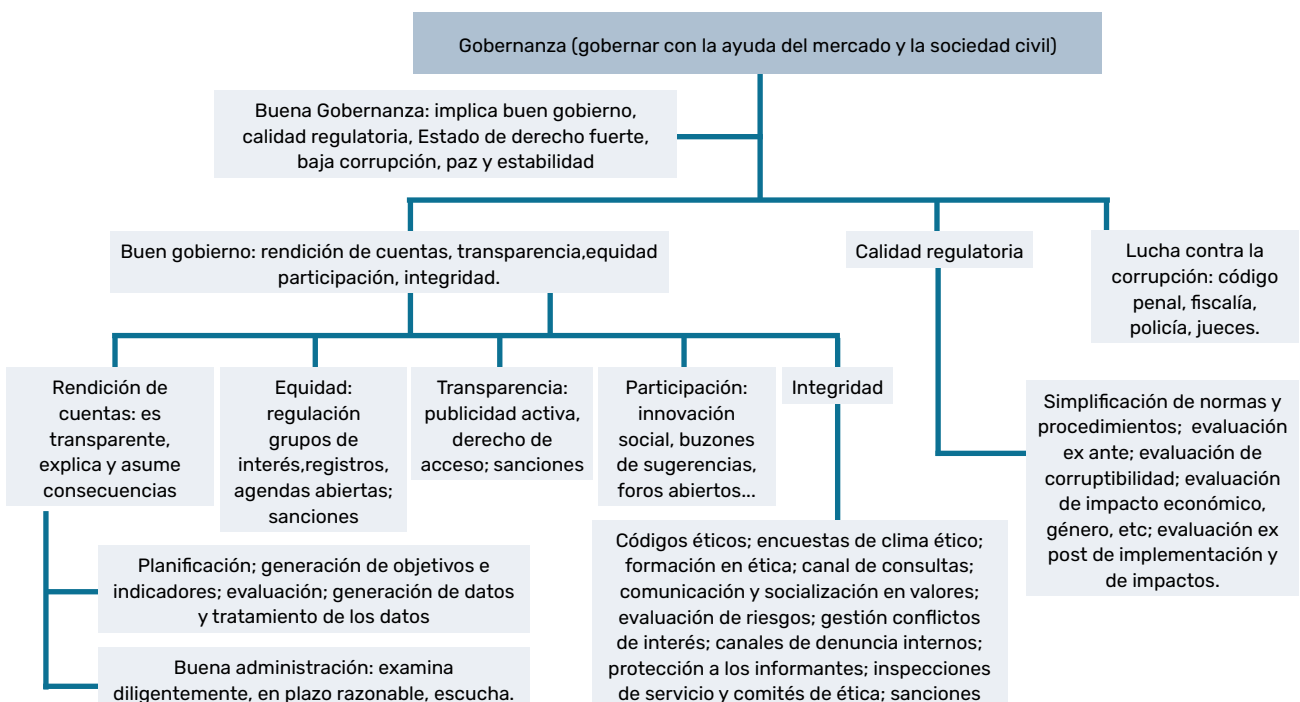 Gobernanza (gobernar con la ayuda del mercado y la sociedad civil)
Buena Gobernanza: implica buen gobierno,
calidad regulatoria, Estado de derecho fuerte,
baja corrupción, paz y estabilidad
Buen gobierno: rendición de cuentas, transparencia,equidad
participación, integridad.
Calidad regulatoria
Lucha contra la
corrupción: código
penal, fiscalía,
policía, jueces.
Rendición de
cuentas: es
transparente,
explica y asume
consecuencias
Equidad:
regulación
grupos de
interés,registros,
agendas abiertas;
sanciones
Transparencia:
publicidad activa,
derecho de
acceso; sanciones
Participación:
innovación
social, buzones
de sugerencias,
foros abiertos...
Integridad
Simplificación de normas y
procedimientos; evaluación
ex ante; evaluación de
corruptibilidad; evaluación
de impacto económico,
género, etc; evaluación ex
post de implementación y
de impactos.
Planificación; generación de objetivos e
indicadores; evaluación; generación de datos
y tratamiento de los datos
Buena administración: examina
diligentemente, en plazo razonable, escucha.
Códigos éticos; encuestas de clima ético;
formación en ética; canal de consultas;
comunicación y socialización en valores;
evaluación de riesgos; gestión conflictos
de interés; canales de denuncia internos;
protección a los informantes; inspecciones
de servicio y comités de ética; sanciones